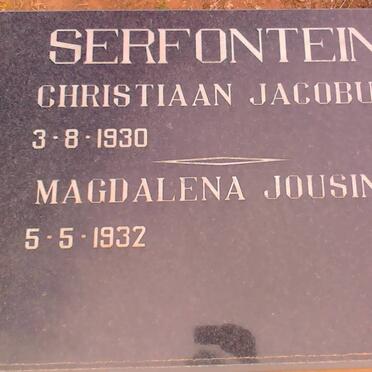 SERFONTEIN
CHRISTIAAN JACOBU
3-8-1930
MAGDALENA JOUSIN
5-5-1932